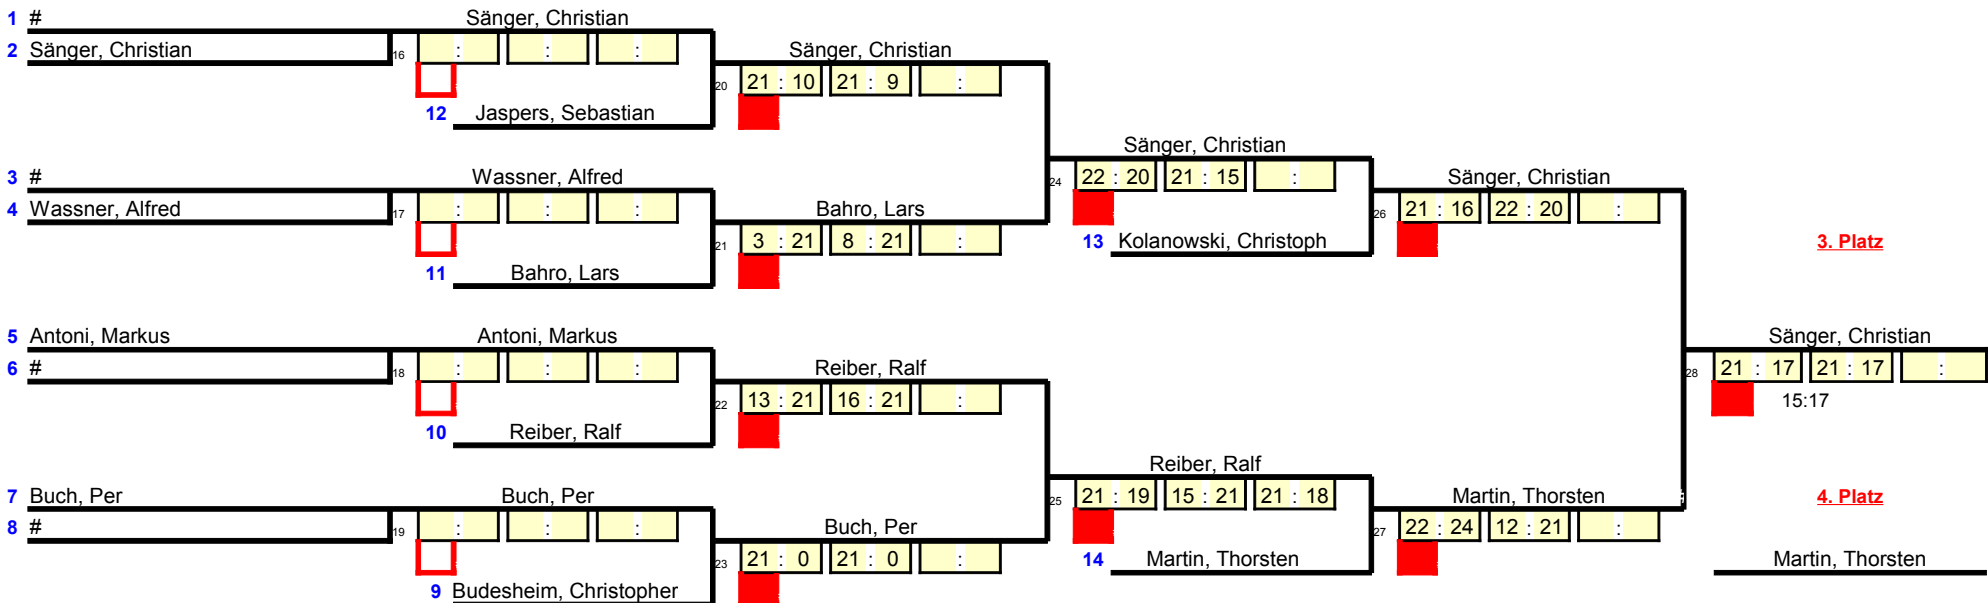 1 # Sänger, Christian
2 Sänger, Christian 16 : : : Sänger, Christian
20 21 : 10 21 : 9 :
12 Jaspers, Sebastian
Sänger, Christian
3 # Wassner, Alfred 24 22 : 20 21 : 15 : Sänger, Christian
4 Wassner, Alfred 17 : : : Bahro, Lars 26 21 : 16 22 : 20 :
21 3 : 21 8 : 21 : 13 Kolanowski, Christoph 3. Platz
11 Bahro, Lars
5 Antoni, Markus Antoni, Markus Sänger, Christian
6 # 18 : : : Reiber, Ralf 28 21 : 17 21 : 17 :
22 13 : 21 16 : 21 : 15:17
10 Reiber, Ralf
Reiber, Ralf
7 Buch, Per Buch, Per 25 21 : 19 15 : 21 21 : 18 Martin, Thorsten # 4. Platz
8 # 19 : : : Buch, Per 27 22 : 24 12 : 21 :
23 21 : 0 21 : 0 : 14 Martin, Thorsten Martin, Thorsten
9 Budesheim, Christopher